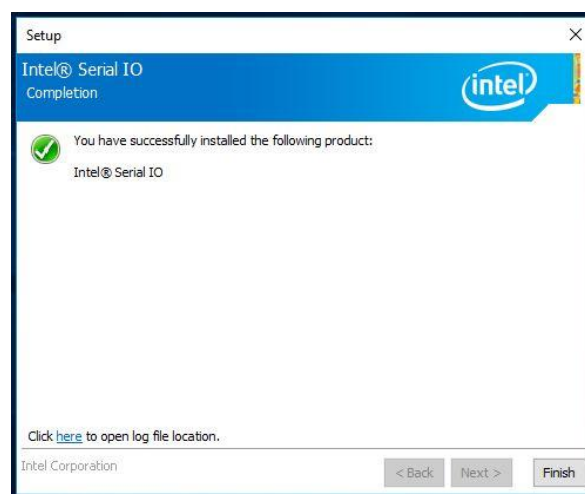 Setup
Intel® Serial IO
Completion
intel
You have successfully installed the following product:
Intel® Serial IO
Click here to open log file location.
Intel Corporation
< Back
Next >
Finish